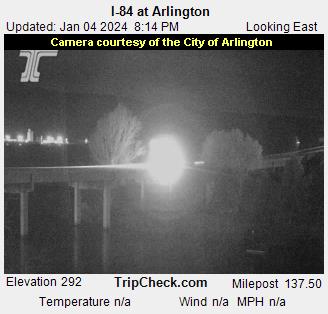 I-84 at Arlington
Updated: Jan 04 2024 8:14 PM Looking East
Camera courtesy of the City of Arlington
Elevation 292 TripCheck.com Milepost 137.50
Temperature n/a Wind n/a MPH n/a